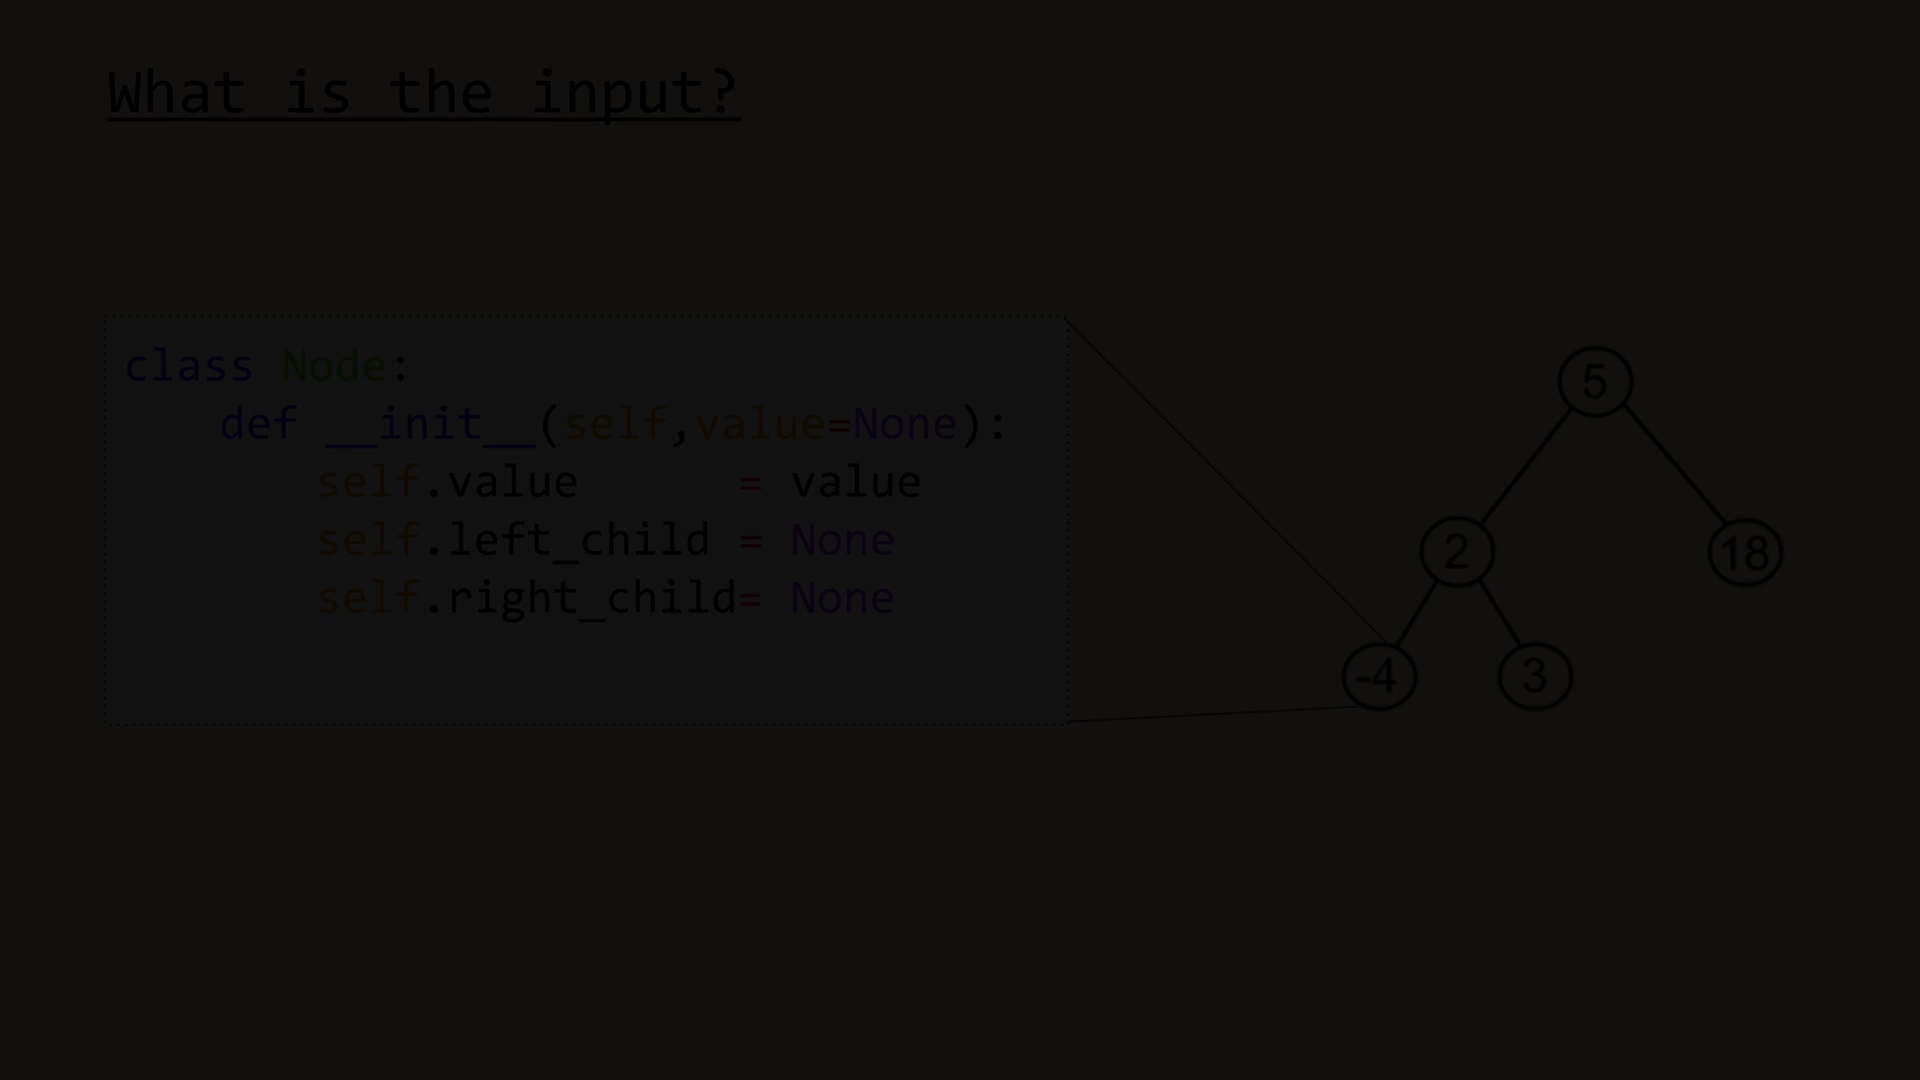 What is the input?
class Node:
    def __init__(self,value=None):
        self.value      = value
        self.left_child = None
        self.right_child= None
5
2
18
-4
3